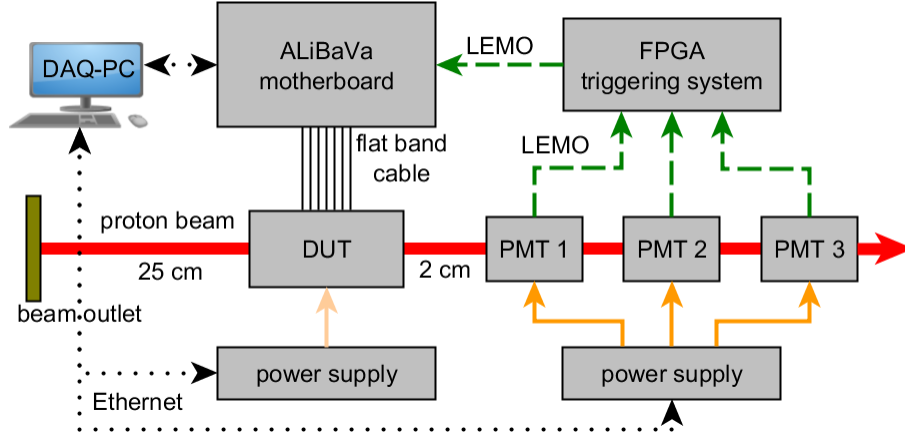 DAQ-PC
ALiBaVa
motherboard
LEMO
FPGA
triggering system
flat band
cable
LEMO
proton beam
25 cm
DUT
2 cm
PMT 1
PMT 2
PMT 3
beam outlet
power supply
power supply
Ethernet